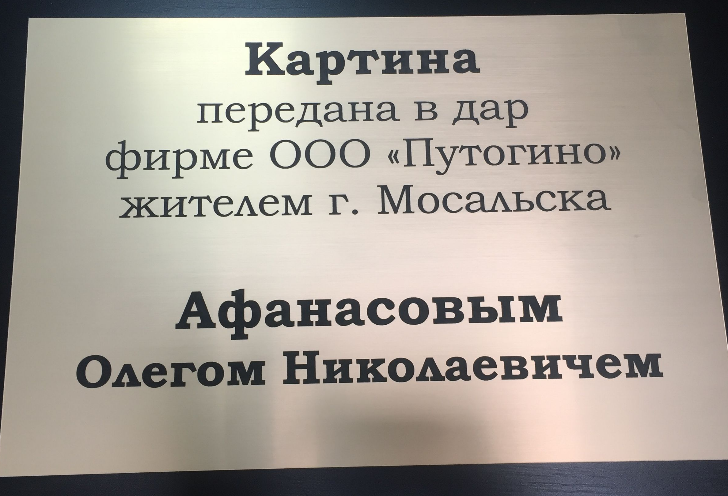 Картина
передана в дар
фирме ООО «Путогино»
жителем г. Мосальска
Афанасовым
Олегом Николаевичем